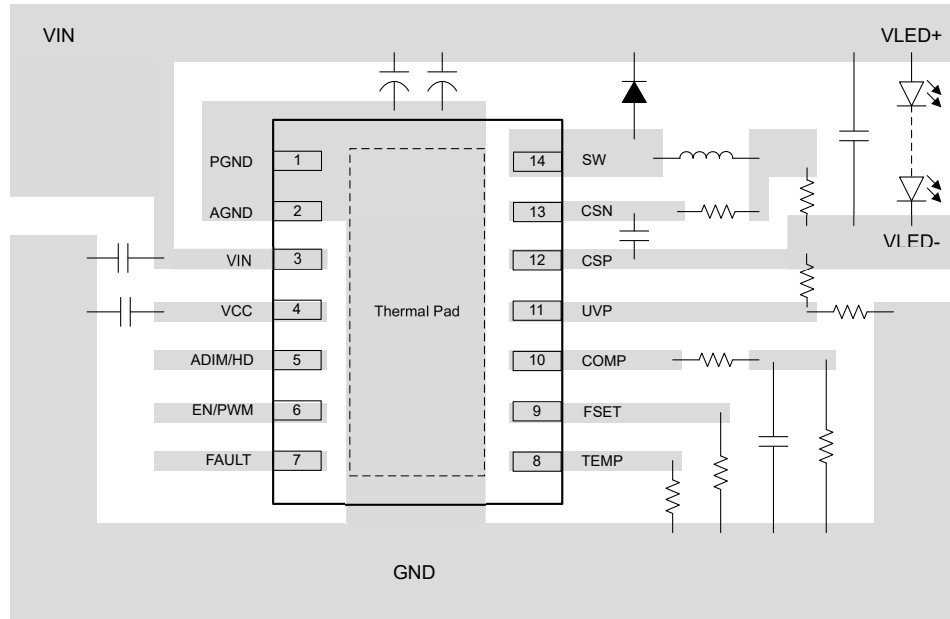 VIN
VLED+
PGND 1
14 SW
AGND 2
13 CSN
VLED-
VIN 3
12 CSP
VCC 4
Thermal Pad
11 UVP
ADIM/HD 5
10 COMP
EN/PWM 6
9 FSET
FAULT 7
8 TEMP
GND